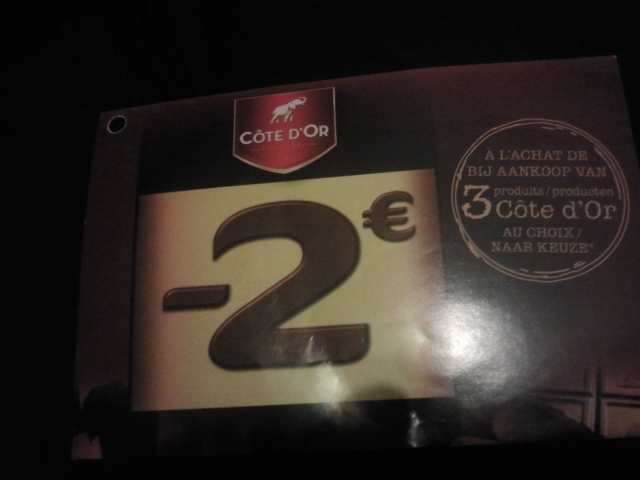 CÔTE D'OR
-2€
À L'ACHAT DE
BIJ AANKOOP VAN
3 produits/producten
Côte d'Or
AU CHOIX/
NAAR KEUZE*